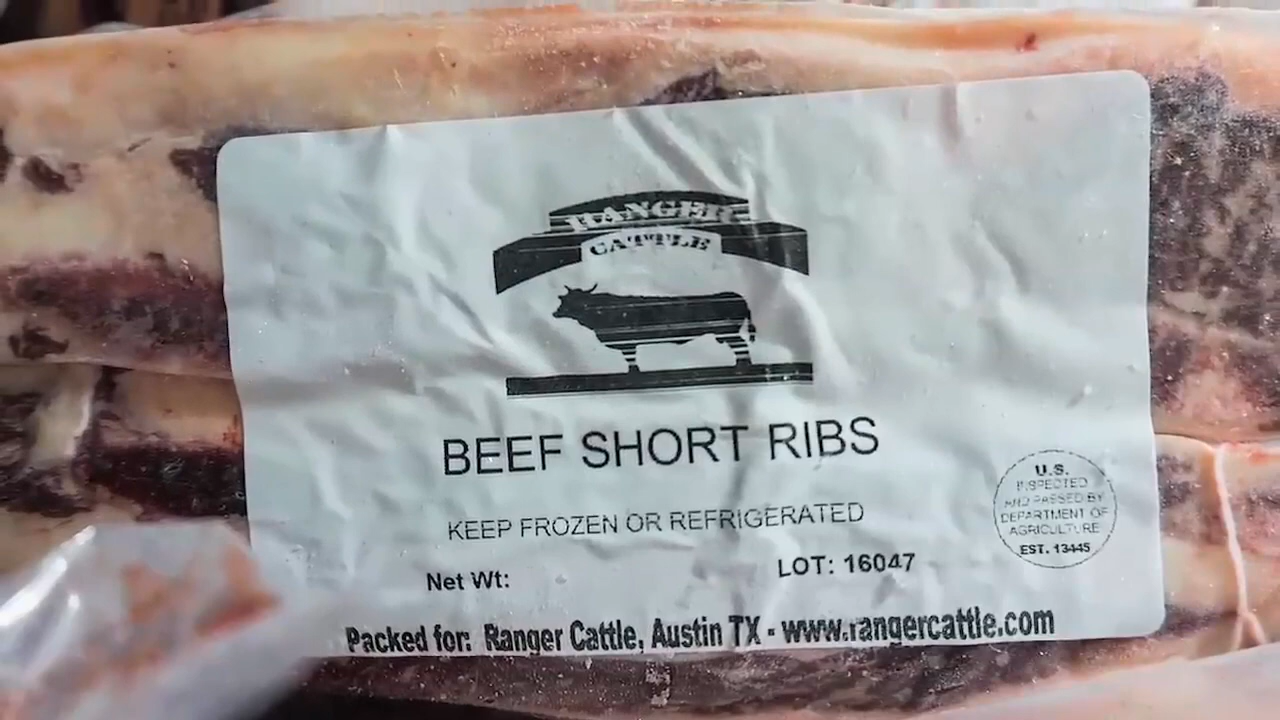 RANGER
CATTLE
BEEF SHORT RIBS
KEEP FROZEN OR REFRIGERATED
Net Wt:
LOT: 16047
U.S.
INSPECTED
AND PASSED BY
DEPARTMENT OF
AGRICULTURE
EST. 13445
Packed for: Ranger Cattle, Austin TX - www.rangercattle.com